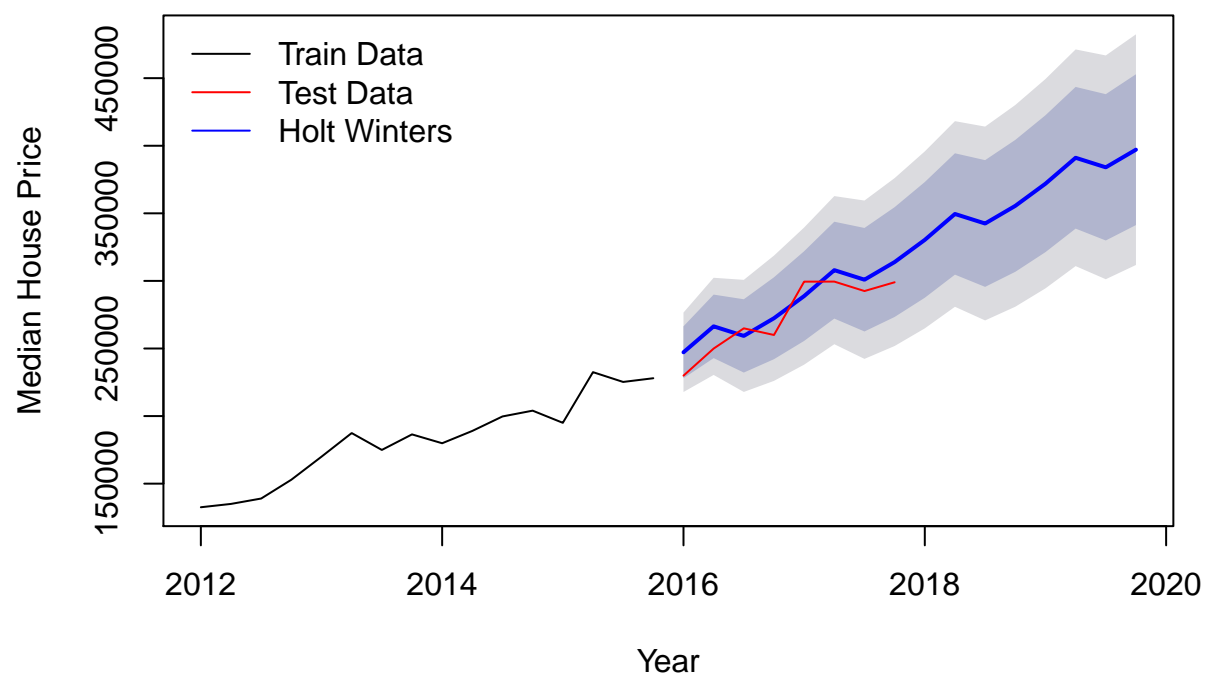 Train Data
Test Data
Holt Winters
Median House Price
450000
350000
250000
150000
2012 2014 2016 2018 2020
Year